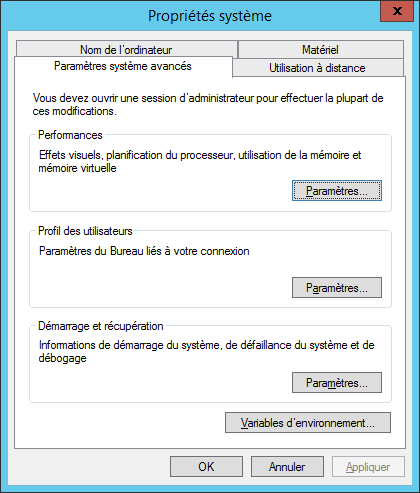 Propriétés système
x
Nom de l'ordinateur
Matériel
Paramètres système avancés
Utilisation à distance
Vous devez ouvrir une session d'administrateur pour effectuer la plupart de
ces modifications.
Performances
Effets visuels, planification du processeur, utilisation de la mémoire et
mémoire virtuelle
Paramètres...
Profil des utilisateurs
Paramètres du Bureau liés à votre connexion
Paramètres...
Démarrage et récupération
Informations de démarrage du système, de défaillance du système et de
débogage
Paramètres...
Variables d'environnement...
OK
Annuler
Appliquer